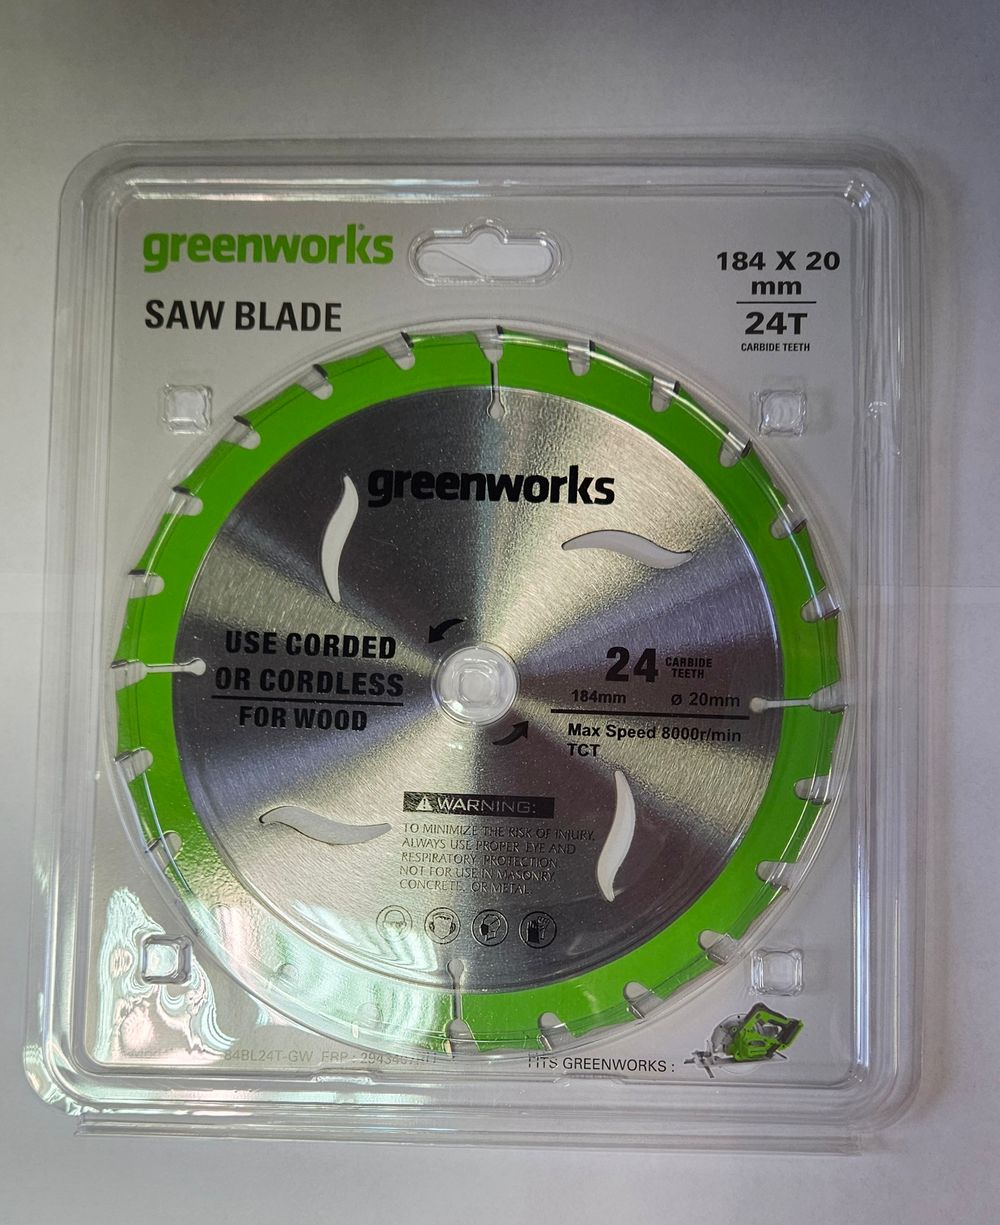 greenworks
SAW BLADE
184 X 20
mm
24T
CARBIDE TEETH
greenworks
USE CORDED
OR CORDLESS
FOR WOOD
24 CARBIDE
TEETH
184mm ø 20mm
Max Speed 8000r/min
TCT
WARNING:
TO MINIMIZE THE RISK OF INJURY,
ALWAYS USE PROPER EYE AND
RESPIRATORY PROTECTION
NOT FOR USE IN MASONRY,
CONCRETE, OR METAL.
FITS GREENWORKS :